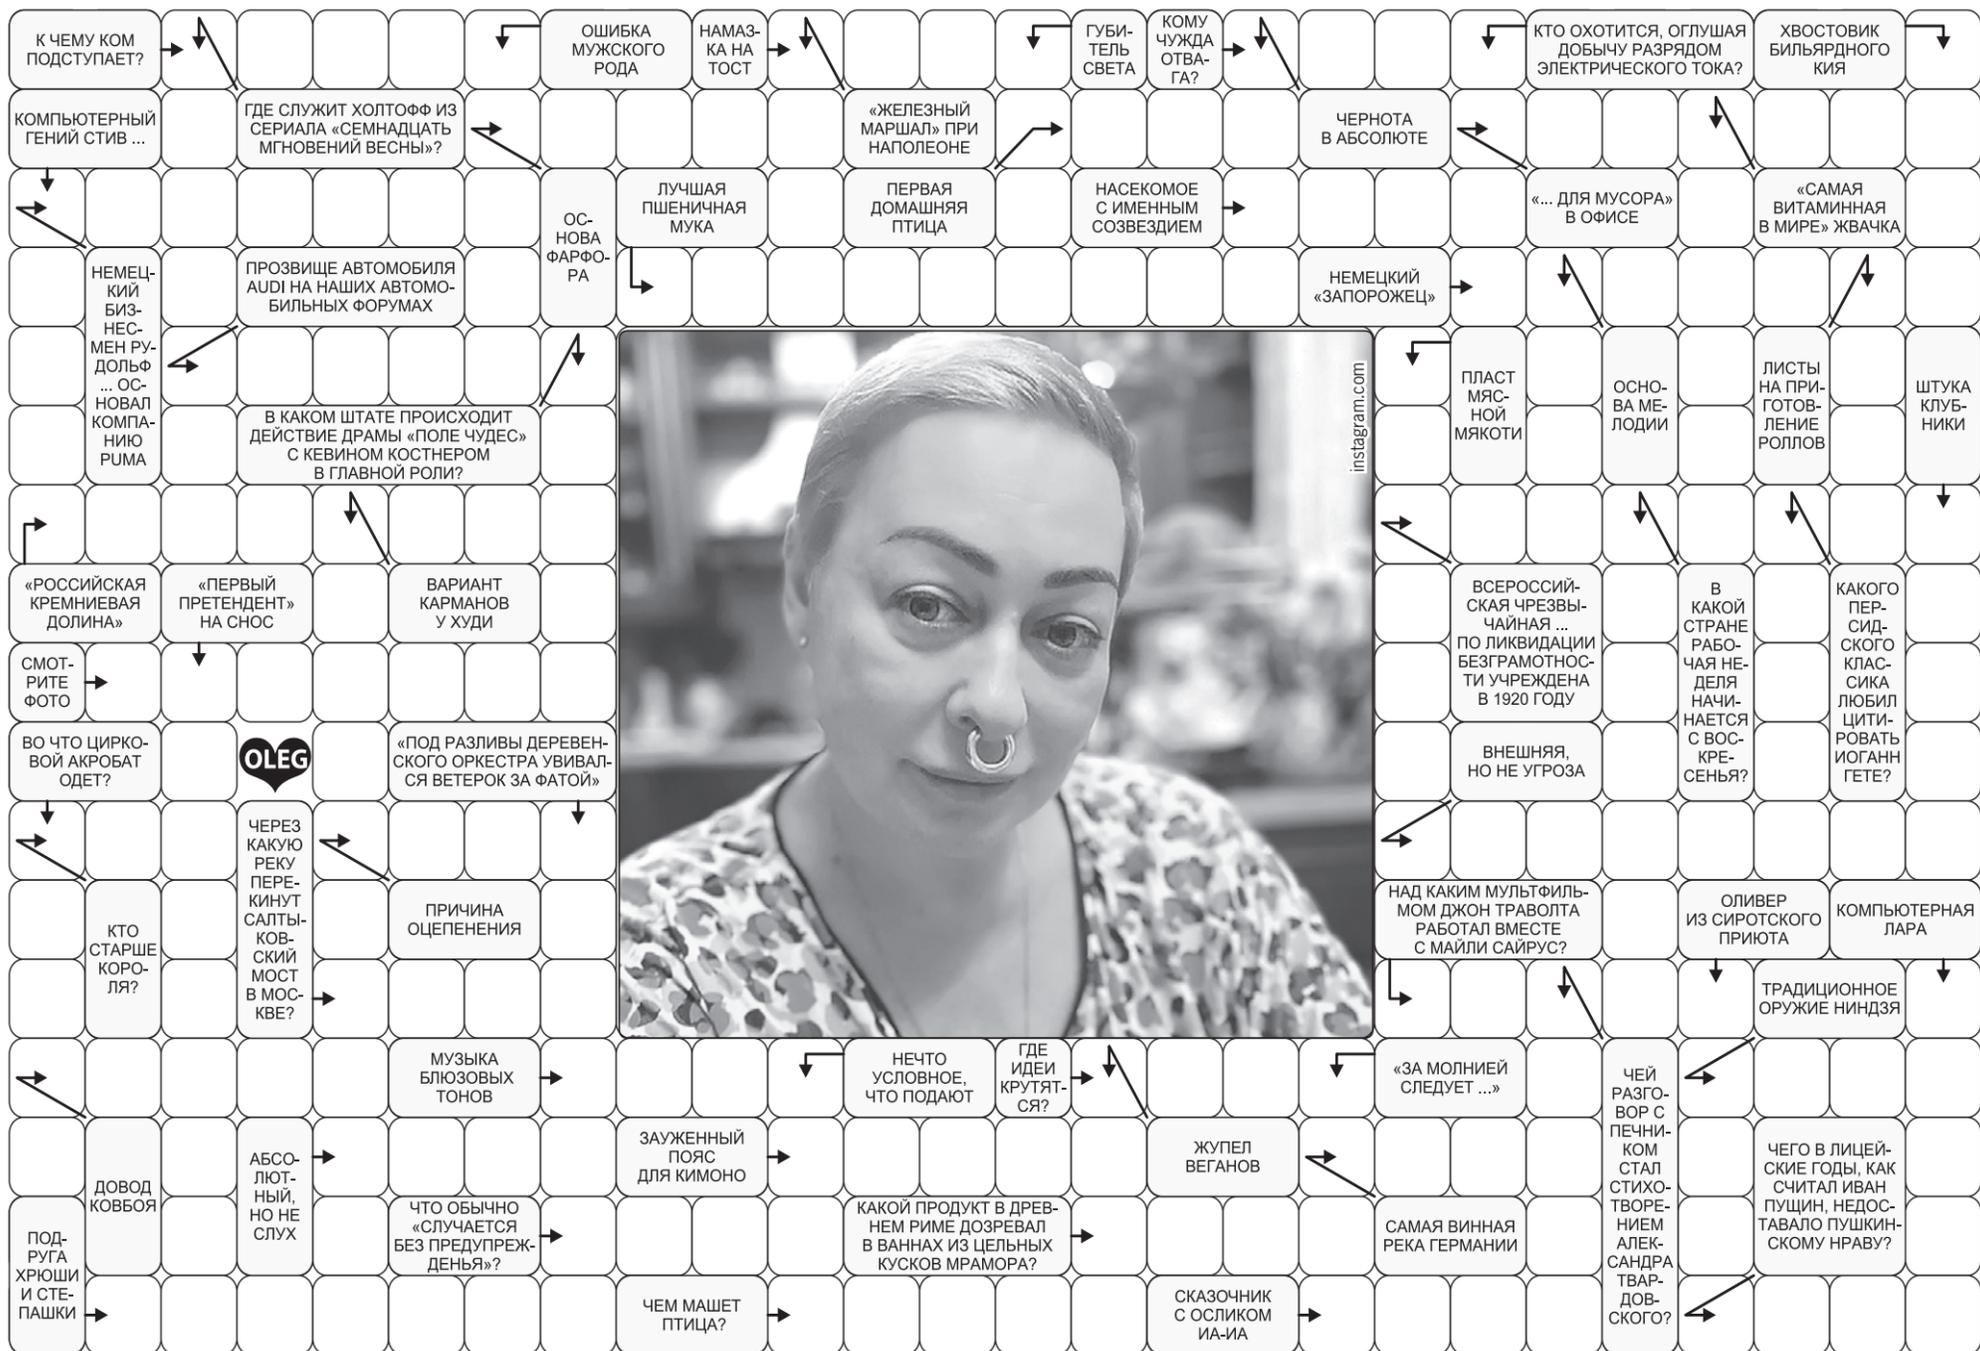 К ЧЕМУ КОМ
ПОДСТУПАЕТ?
ОШИБКА
МУЖСКОГО
РОДА
НАМАЗ-
КА НА
ТОСТ
ГУБИ-
ТЕЛЬ
СВЕТА
КОМУ
ЧУЖДА
ОТВА-
ГА?
КТО ОХОТИТСЯ, ОГЛУШАЯ
ДОБЫЧУ РАЗРЯДОМ
ЭЛЕКТРИЧЕСКОГО ТОКА?
ХВОСТОВИК
БИЛЬЯРДНОГО
КИЯ
КОМПЬЮТЕРНЫЙ
ГЕНИЙ СТИВ ...
ГДЕ СЛУЖИТ ХОЛТОФФ ИЗ
СЕРИАЛА «СЕМНАДЦАТЬ
МГНОВЕНИЙ ВЕСНЫ»?
«ЖЕЛЕЗНЫЙ
МАРШАЛ» ПРИ
НАПОЛЕОНЕ
ЧЕРНОТА
В АБСОЛЮТЕ
ОС-
НОВА
ФАРФО-
РА
ЛУЧШАЯ
ПШЕНИЧНАЯ
МУКА
ПЕРВАЯ
ДОМАШНЯЯ
ПТИЦА
НАСЕКОМОЕ
С ИМЕННЫМ
СОЗВЕЗДИЕМ
«... ДЛЯ МУСОРА»
В ОФИСЕ
«САМАЯ
ВИТАМИННАЯ
В МИРЕ» ЖВАЧКА
НЕМЕЦ-
КИЙ
БИЗ-
НЕС-
МЕН РУ-
ДОЛЬФ
... ОС-
НОВАЛ
КОМПА-
НИЮ
PUMA
ПРОЗВИЩЕ АВТОМОБИЛЯ
AUDI НА НАШИХ АВТОМО-
БИЛЬНЫХ ФОРУМАХ
НЕМЕЦКИЙ
«ЗАПОРОЖЕЦ»
instagram.com
ПЛАСТ
МЯС-
НОЙ
МЯКОТИ
ОСНО-
ВА МЕ-
ЛОДИИ
ЛИСТЫ
НА ПРИ-
ГОТОВ-
ЛЕНИЕ
РОЛЛОВ
ШТУКА
КЛУБ-
НИКИ
В КАКОМ ШТАТЕ ПРОИСХОДИТ
ДЕЙСТВИЕ ДРАМЫ «ПОЛЕ ЧУДЕС»
С КЕВИНОМ КОСТНЕРОМ
В ГЛАВНОЙ РОЛИ?
«РОССИЙСКАЯ
КРЕМНИЕВАЯ
ДОЛИНА»
«ПЕРВЫЙ
ПРЕТЕНДЕНТ»
НА СНОС
ВАРИАНТ
КАРМАНОВ
У ХУДИ
ВСЕРОССИЙ-
СКАЯ ЧРЕЗВЫ-
ЧАЙНАЯ ...
ПО ЛИКВИДАЦИИ
БЕЗГРАМОТНОС-
ТИ УЧРЕЖДЕНА
В 1920 ГОДУ
В
КАКОЙ
СТРАНЕ
РАБО-
ЧАЯ НЕ-
ДЕЛЯ
НАЧИ-
НАЕТСЯ
С ВОС-
КРЕ-
СЕНЬЯ?
КАКОГО
ПЕР-
СИД-
СКОГО
КЛАС-
СИКА
ЛЮБИЛ
ЦИТИ-
РОВАТЬ
ИОГАНН
ГЕТЕ?
СМОТ-
РИТЕ
ФОТО
ВО ЧТО ЦИРКО-
ВОЙ АКРОБАТ
ОДЕТ?
OLEG
«ПОД РАЗЛИВЫ ДЕРЕВЕН-
СКОГО ОРКЕСТРА УВИВАЛ-
СЯ ВЕТЕРОК ЗА ФАТОЙ»
ВНЕШНЯЯ,
НО НЕ УГРОЗА
ЧЕРЕЗ
КАКУЮ
РЕКУ
ПЕРЕ-
КИНУТ
САЛТЫ-
КОВ-
СКИЙ
МОСТ
В МОС-
КВЕ?
КТО
СТАРШЕ
КОРО-
ЛЯ?
ПРИЧИНА
ОЦЕПЕНЕНИЯ
НАД КАКИМ МУЛЬТФИЛЬ-
МОМ ДЖОН ТРАВОЛТА
РАБОТАЛ ВМЕСТЕ
С МАЙЛИ САЙРУС?
ОЛИВЕР
ИЗ СИРОТСКОГО
ПРИЮТА
КОМПЬЮТЕРНАЯ
ЛАРА
ТРАДИЦИОННОЕ
ОРУЖИЕ НИНДЗЯ
МУЗЫКА
БЛЮЗОВЫХ
ТОНОВ
НЕЧТО
УСЛОВНОЕ,
ЧТО ПОДАЮТ
ГДЕ
ИДЕИ
КРУТЯТ-
СЯ?
«ЗА МОЛНИЕЙ
СЛЕДУЕТ ...»
ЧЕЙ
РАЗГО-
ВОР С
ПЕЧНИ-
КОМ
СТАЛ
СТИХО-
ТВОРЕ-
НИЕМ
АЛЕК-
САНДРА
ТВАР-
ДОВ-
СКОГО?
ДОВОД
КОВБОЯ
АБСО-
ЛЮТ-
НЫЙ,
НО НЕ
СЛУХ
ЗАУЖЕННЫЙ
ПОЯС
ДЛЯ КИМОНО
ЖУПЕЛ
ВЕГАНОВ
ЧЕГО В ЛИЦЕЙ-
СКИЕ ГОДЫ, КАК
СЧИТАЛ ИВАН
ПУЩИН, НЕДОС-
ТАВАЛО ПУШКИН-
СКОМУ НРАВУ?
ПОД-
РУГА
ХРЮШИ
И СТЕ-
ПАШКИ
ЧТО ОБЫЧНО
«СЛУЧАЕТСЯ
БЕЗ ПРЕДУПРЕЖ-
ДЕНЬЯ»?
КАКОЙ ПРОДУКТ В ДРЕВ-
НЕМ РИМЕ ДОЗРЕВАЛ
В ВАННАХ ИЗ ЦЕЛЬНЫХ
КУСКОВ МРАМОРА?
САМАЯ ВИННАЯ
РЕКА ГЕРМАНИИ
ЧЕМ МАШЕТ
ПТИЦА?
СКАЗОЧНИК
С ОСЛИКОМ
ИА-ИА